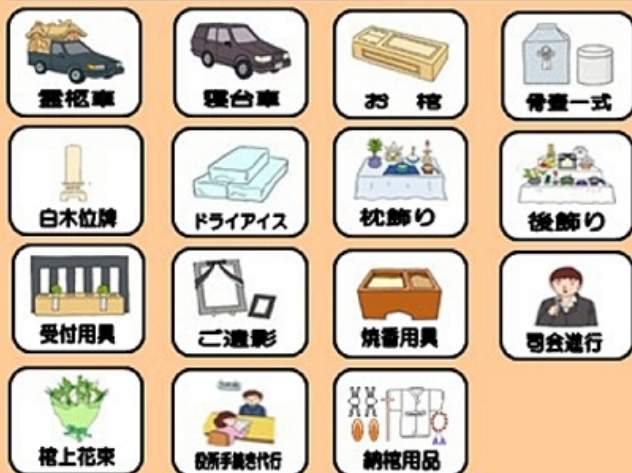 霊柩車
寝台車
お 棺
骨壷一式
白木位牌
ドライアイス
枕飾り
後飾り
受付用具
ご遺影
焼香用具
司会進行
棺上花束
役所手続き代行
納棺用品